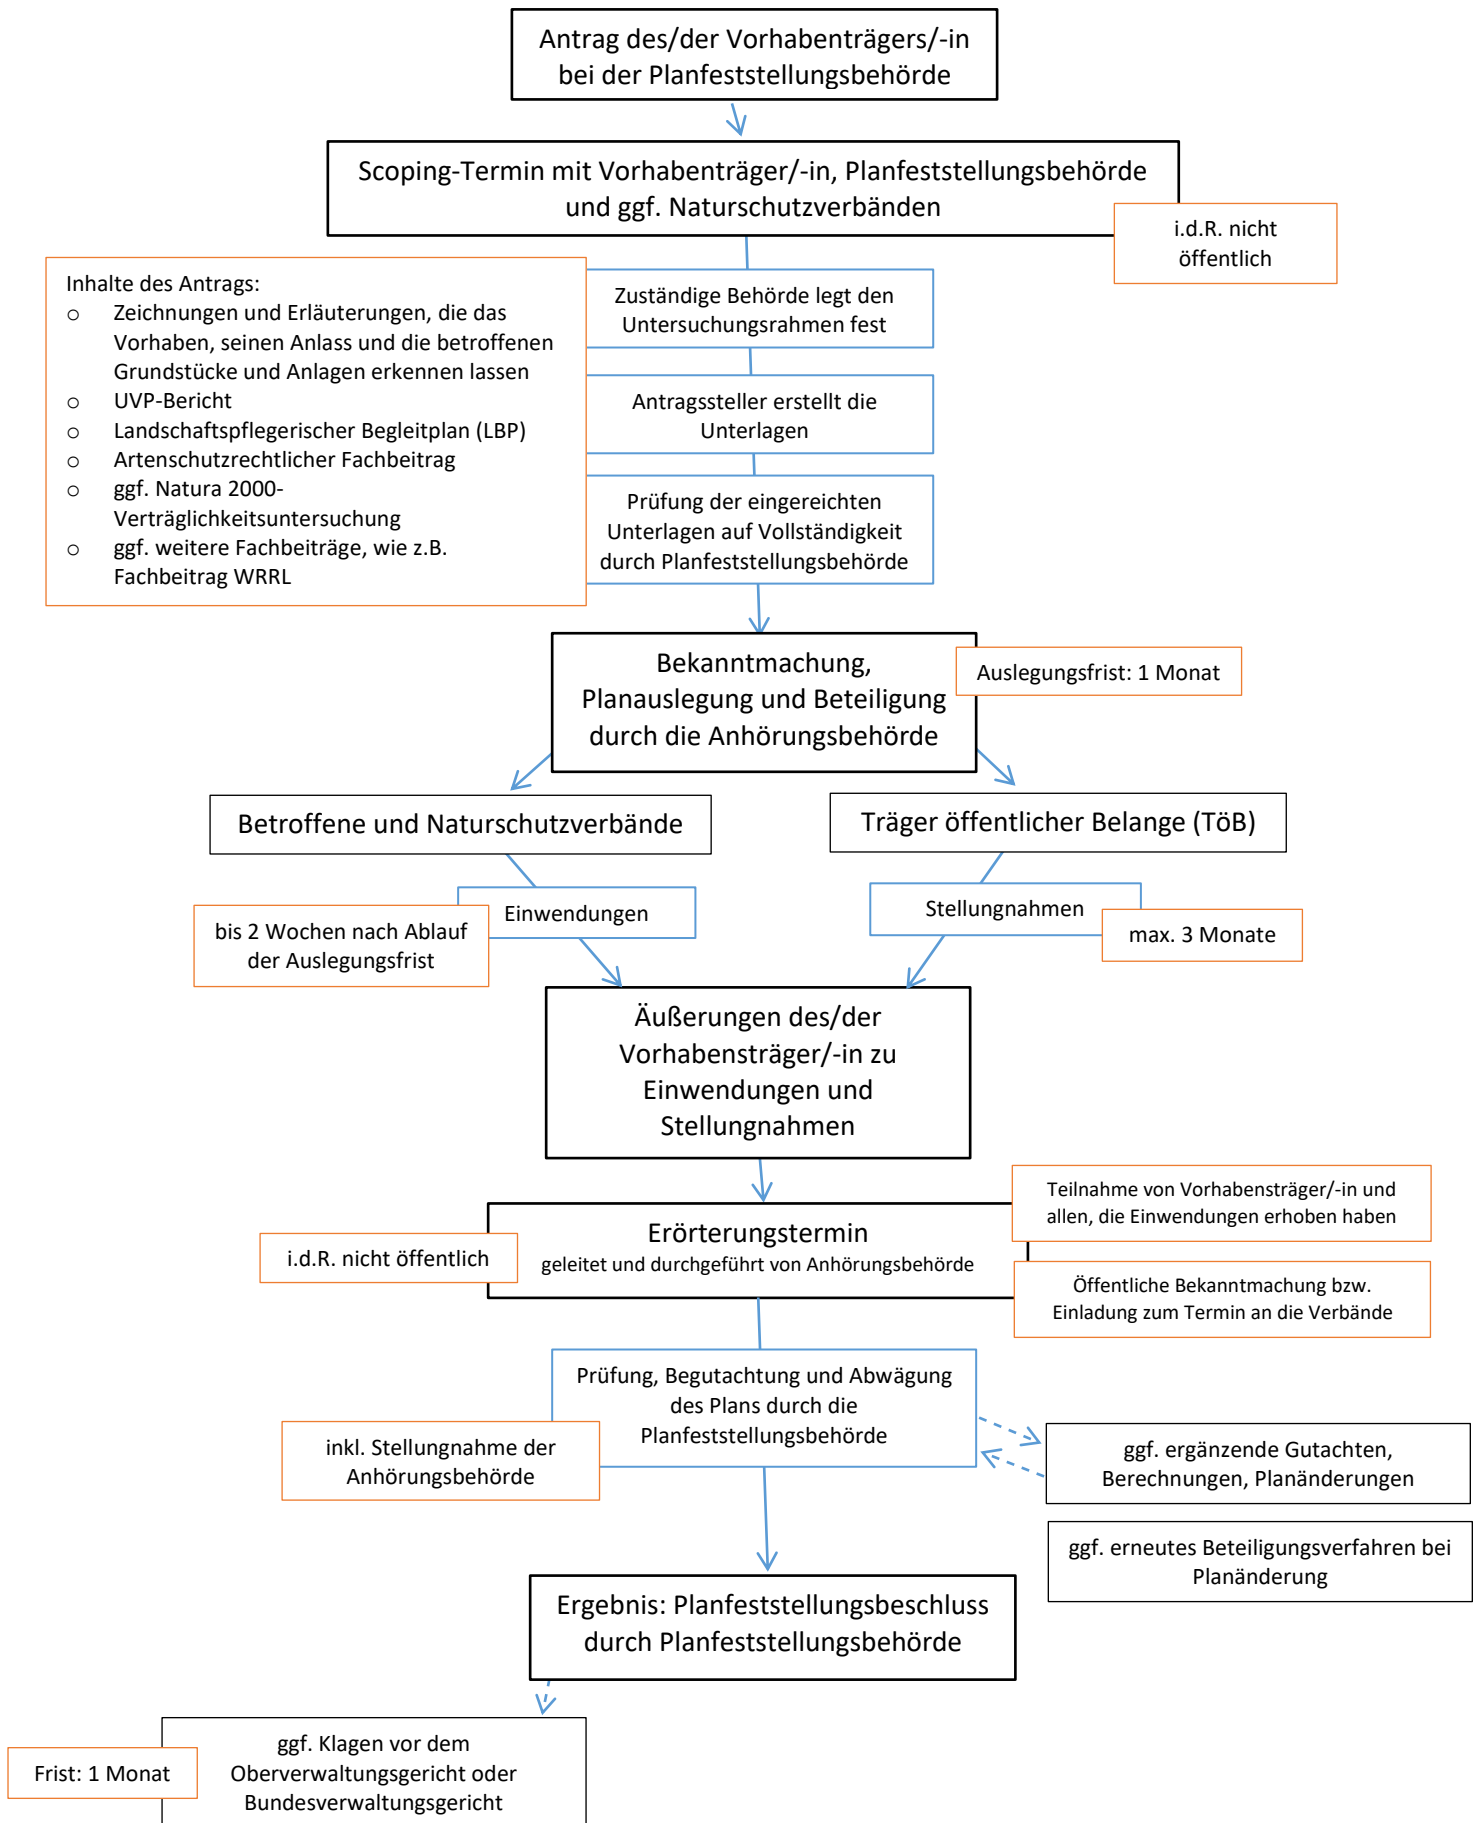 Antrag des/der Vorhabenträgers/-in
bei der Planfeststellungsbehörde
Scoping-Termin mit Vorhabenträger/-in, Planfeststellungsbehörde
und ggf. Naturschutzverbänden
i.d.R. nicht
öffentlich
Inhalte des Antrags:
o Zeichnungen und Erläuterungen, die das
Vorhaben, seinen Anlass und die betroffenen
Grundstücke und Anlagen erkennen lassen
o UVP-Bericht
o Landschaftspflegerischer Begleitplan (LBP)
o Artenschutzrechtlicher Fachbeitrag
o ggf. Natura 2000-
Verträglichkeitsuntersuchung
o ggf. weitere Fachbeiträge, wie z.B.
Fachbeitrag WRRL
Zuständige Behörde legt den
Untersuchungsrahmen fest
Antragssteller erstellt die
Unterlagen
Prüfung der eingereichten
Unterlagen auf Vollständigkeit
durch Planfeststellungsbehörde
Bekanntmachung,
Planauslegung und Beteiligung
durch die Anhörungsbehörde
Auslegungsfrist: 1 Monat
Betroffene und Naturschutzverbände
Träger öffentlicher Belange (TöB)
Einwendungen
bis 2 Wochen nach Ablauf
der Auslegungsfrist
Stellungnahmen
max. 3 Monate
Äußerungen des/der
Vorhabensträger/-in zu
Einwendungen und
Stellungnahmen
Erörterungstermin
geleitet und durchgeführt von Anhörungsbehörde
i.d.R. nicht öffentlich
Teilnahme von Vorhabensträger/-in und
allen, die Einwendungen erhoben haben
Öffentliche Bekanntmachung bzw.
Einladung zum Termin an die Verbände
Prüfung, Begutachtung und Abwägung
des Plans durch die
Planfeststellungsbehörde
inkl. Stellungnahme der
Anhörungsbehörde
ggf. ergänzende Gutachten,
Berechnungen, Planänderungen
ggf. erneutes Beteiligungsverfahren bei
Planänderung
Ergebnis: Planfeststellungsbeschluss
durch Planfeststellungsbehörde
ggf. Klagen vor dem
Oberverwaltungsgericht oder
Bundesverwaltungsgericht
Frist: 1 Monat